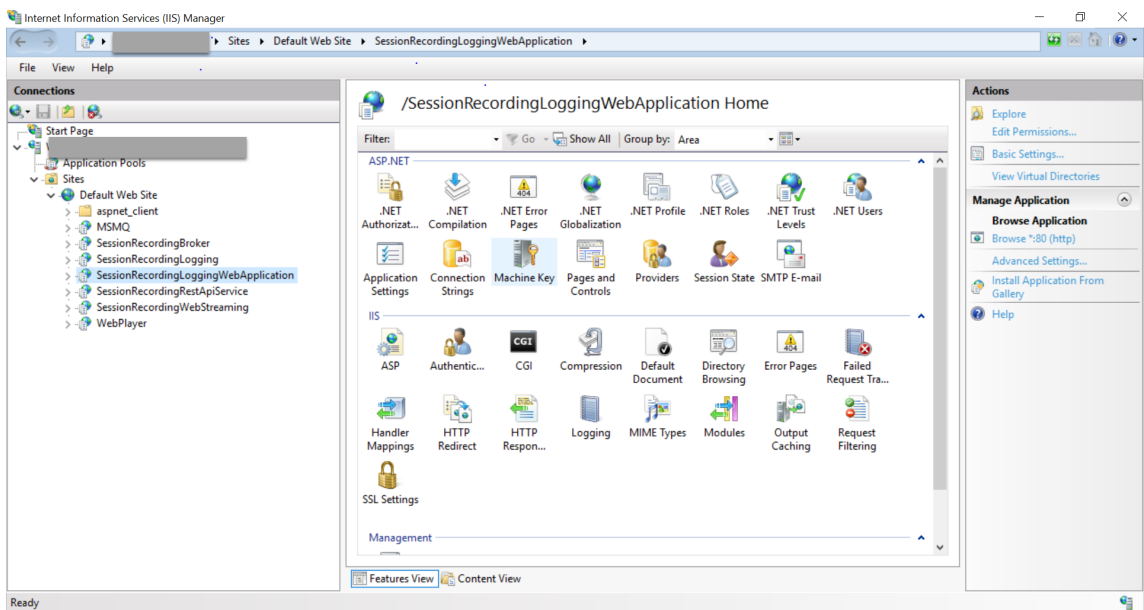 Internet Information Services (IIS) Manager
Sites Default Web Site SessionRecordingLoggingWebApplication
File View Help
Connections
Start Page
Application Pools
Sites
Default Web Site
aspnet_client
MSMQ
SessionRecordingBroker
SessionRecordingLogging
SessionRecordingLoggingWebApplication
SessionRecordingRestApiService
SessionRecordingWebStreaming
WebPlayer
/SessionRecordingLoggingWebApplication Home
Filter: Go Show All Group by: Area
ASP.NET
404
.NET .NET .NET Error .NET .NET Profile .NET Roles .NET Trust .NET Users
Authorizat... Compilation Pages Globalization Levels
ab
Application Connection Machine Key Pages and Providers Session State SMTP E-mail
Settings Strings Controls
IIS
CGI 404
ASP Authentic... CGI Compression Default Directory Error Pages Failed
Document Browsing Request Tra...
Handler HTTP HTTP Logging MIME Types Modules Output Request
Mappings Redirect Respon... Caching Filtering
SSL Settings
Management
Features View Content View
Actions
Explore
Edit Permissions...
Basic Settings...
View Virtual Directories
Manage Application
Browse Application
Browse *:80 (http)
Advanced Settings...
Install Application From
Gallery
Help
Ready